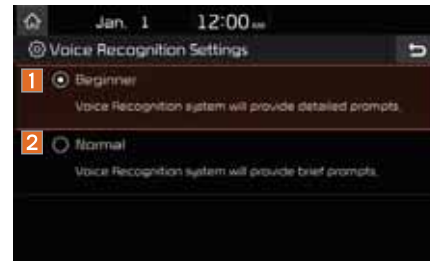 Jan. 1 12:00 AM
Voice Recognition Settings
1 Beginner
Voice Recognition system will provide detailed prompts.
2 Normal
Voice Recognition system will provide brief prompts.